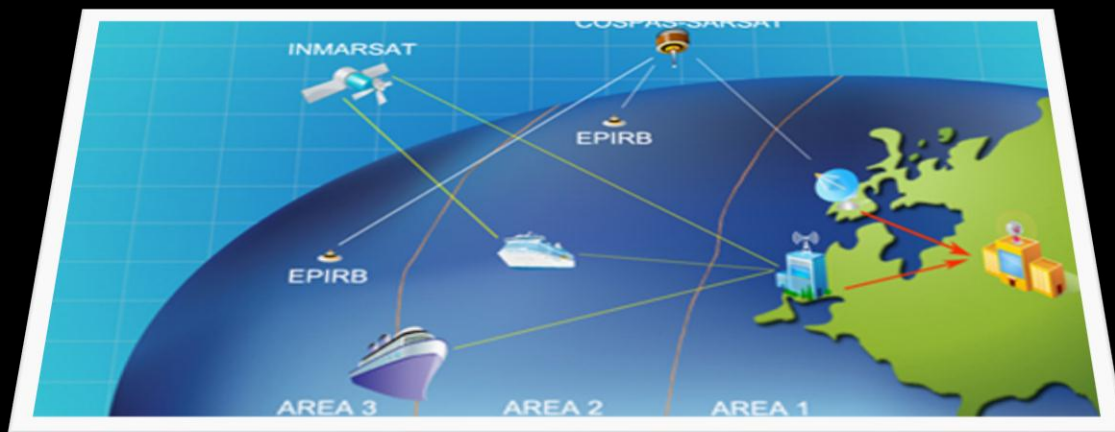 COSPAS-SARSAT
INMARSAT
EPIRB
EPIRB
AREA 3 AREA 2 AREA 1